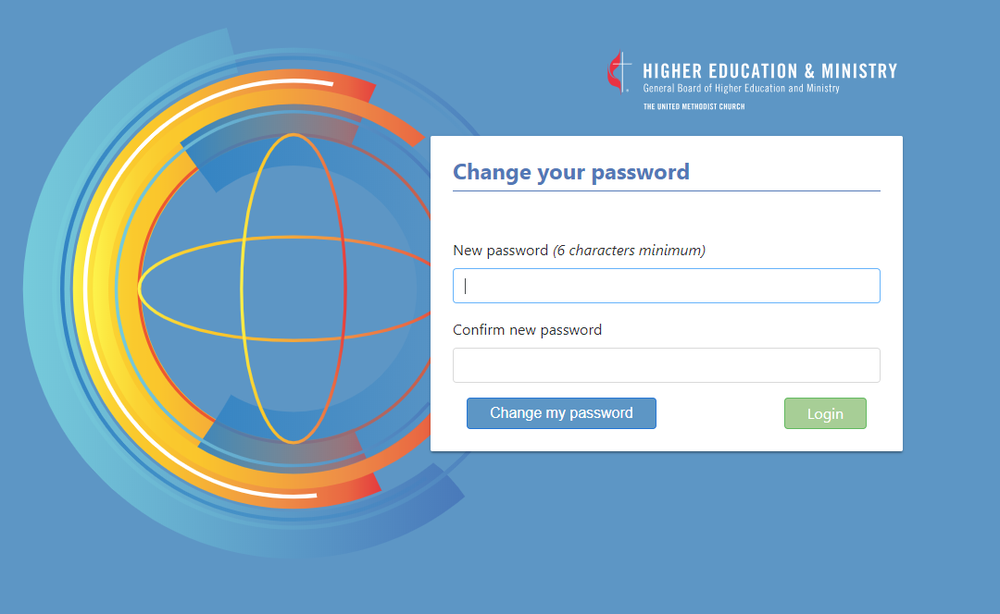 HIGHER EDUCATION & MINISTRY
General Board of Higher Education and Ministry
THE UNITED METHODIST CHURCH
Change your password
New password (6 characters minimum)
Confirm new password
Change my password
Login